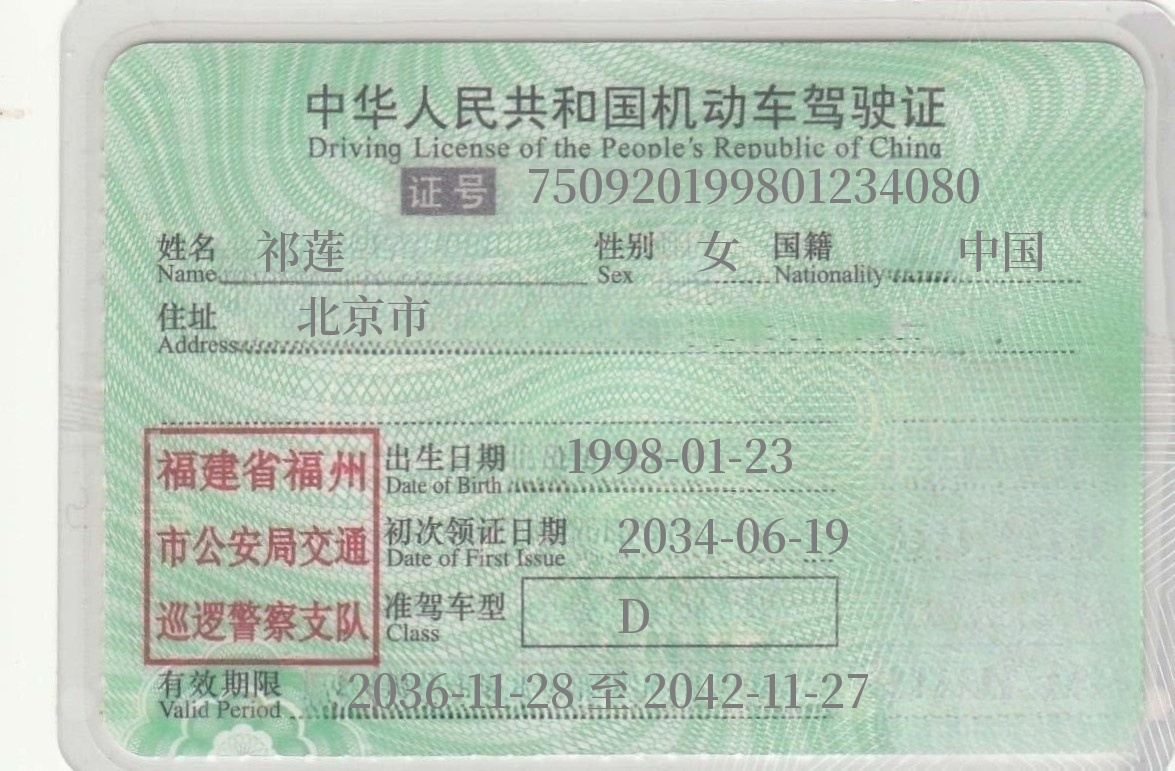 中华人民共和国机动车驾驶证
Driving License of the People's Republic of China
证号 750920199801234080
姓名 祁莲 性别 女 国籍 中国
Name Sex Nationality
住址 北京市
Address
福建省福州
市公安局交通
巡逻警察支队
出生日期 1998-01-23
Date of Birth
初次领证日期 2034-06-19
Date of First Issue
准驾车型 D
Class
有效期限 2036-11-28 至 2042-11-27
Valid Period